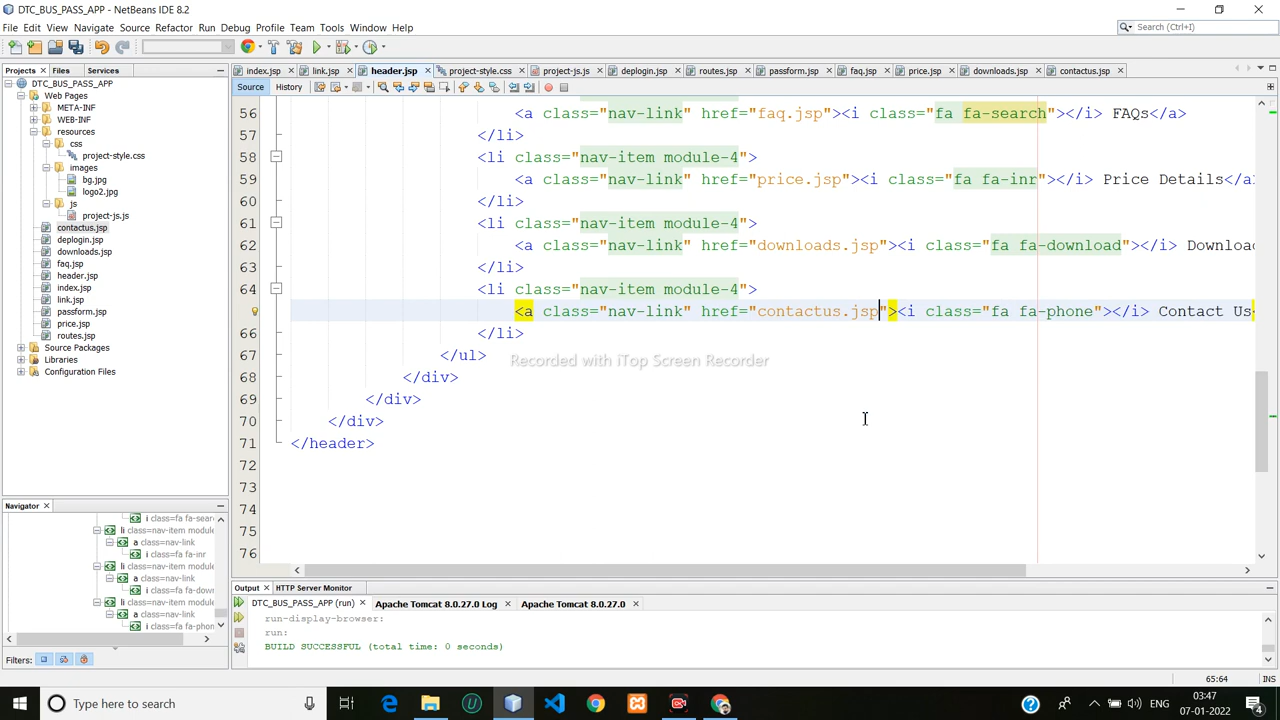 DTC_BUS_PASS_APP - NetBeans IDE 8.2
File Edit View Navigate Source Refactor Run Debug Profile Team Tools Window Help
Search (Ctrl+I)
Projects Files Services
index.jsp link.jsp header.jsp project-style.css project-js.js deplogin.jsp routes.jsp passform.jsp faq.jsp price.jsp downloads.jsp contactus.jsp
Source History
DTC_BUS_PASS_APP
Web Pages
META-INF
WEB-INF
resources
css
project-style.css
images
bg.jpg
logo2.jpg
js
project-js.js
contactus.jsp
deplogin.jsp
downloads.jsp
faq.jsp
header.jsp
index.jsp
link.jsp
passform.jsp
price.jsp
routes.jsp
Source Packages
Libraries
Configuration Files
56 <a class="nav-link" href="faq.jsp"><i class="fa fa-search"></i> FAQs</a>
57 </li>
58 <li class="nav-item module-4">
59 <a class="nav-link" href="price.jsp"><i class="fa fa-inr"></i> Price Details</a
60 </li>
61 <li class="nav-item module-4">
62 <a class="nav-link" href="downloads.jsp"><i class="fa fa-download"></i> Downloa
63 </li>
64 <li class="nav-item module-4">
<a class="nav-link" href="contactus.jsp"><i class="fa fa-phone"></i> Contact Us<
66 </li>
67 </ul>
68 </div>
69 </div>
70 </div>
71 </header>
72
73
74
75
76
Recorded with iTop Screen Recorder
Navigator
i class=fa fa-sear
li class=nav-item module
a class=nav-link
i class=fa fa-inr
li class=nav-item module
a class=nav-link
i class=fa fa-dow
li class=nav-item module
a class=nav-link
i class=fa fa-phon
Filters:
Output HTTP Server Monitor
DTC_BUS_PASS_APP (run) Apache Tomcat 8.0.27.0 Log Apache Tomcat 8.0.27.0
run-display-browser:
run:
BUILD SUCCESSFUL (total time: 0 seconds)
65:64 INS
Type here to search
ENG
03:47
07-01-2022
4